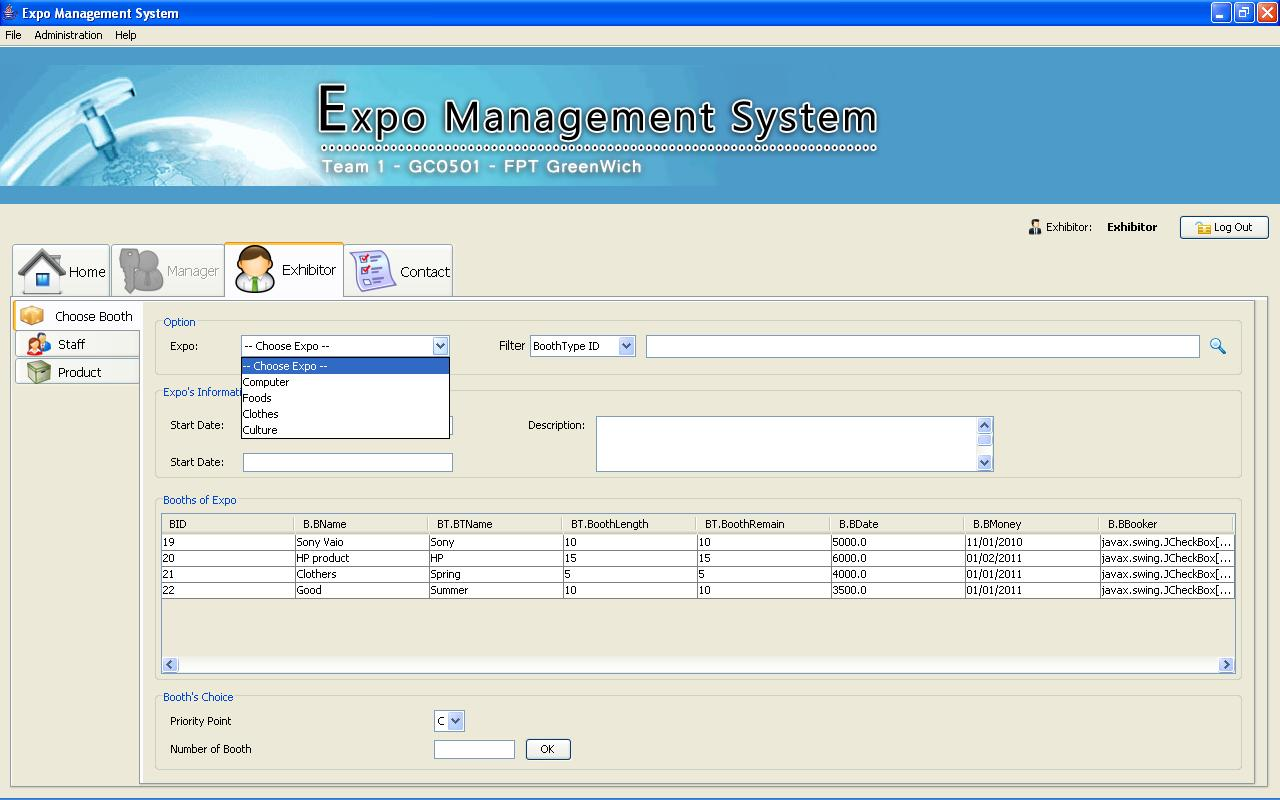 Expo Management System
File Administration Help
Expo Management System
Team 1 - GC0501 - FPT GreenWich
Exhibitor: Exhibitor Log Out
Home Manager Exhibitor Contact
Choose Booth
Staff
Product
Option
Expo: -- Choose Expo -- Filter BoothType ID
-- Choose Expo --
Computer
Foods
Clothes
Culture
Expo's Informati
Start Date: Description:
Start Date:
Booths of Expo
BID B.BName BT.BTName BT.BoothLength BT.BoothRemain B.BDate B.BMoney B.BBooker
19 Sony Vaio Sony 10 10 5000.0 11/01/2010 javax.swing.JCheckBox[...
20 HP product HP 15 15 6000.0 01/02/2011 javax.swing.JCheckBox[...
21 Clothers Spring 5 5 4000.0 01/01/2011 javax.swing.JCheckBox[...
22 Good Summer 10 10 3500.0 01/01/2011 javax.swing.JCheckBox[...
Booth's Choice
Priority Point C
Number of Booth OK